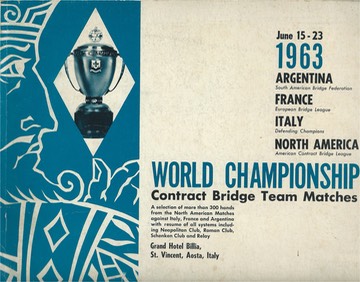 June 15 - 23
1963
ARGENTINA
South American Bridge Federation
FRANCE
European Bridge League
ITALY
Defending Champions
NORTH AMERICA
American Contract Bridge League
WORLD CHAMPIONSHIP
Contract Bridge Team Matches
A selection of more than 300 hands
from the North American Matches
against Italy, France and Argentina
with resume of all systems includ-
ing Neapolitan Club, Roman Club,
Schenken Club and Relay
Grand Hotel Billia,
St. Vincent, Aosta, Italy